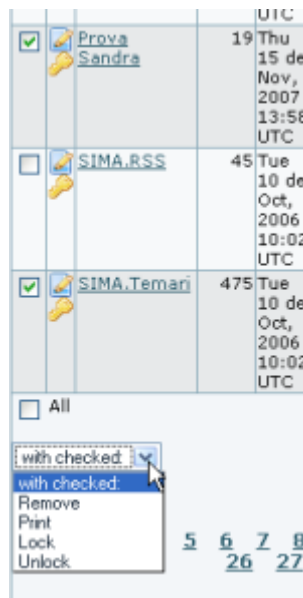 UTC
Prova 19 Thu
Sandra 15 de
Nov,
2007
13:58
UTC
SIMA.RSS 45 Tue
10 de
Oct,
2006
10:02
UTC
SIMA.Temari 475 Tue
10 de
Oct,
2006
10:02
UTC
All
with checked:
with checked:
Remove
Print
Lock
Unlock
5 6 7 8
26 27